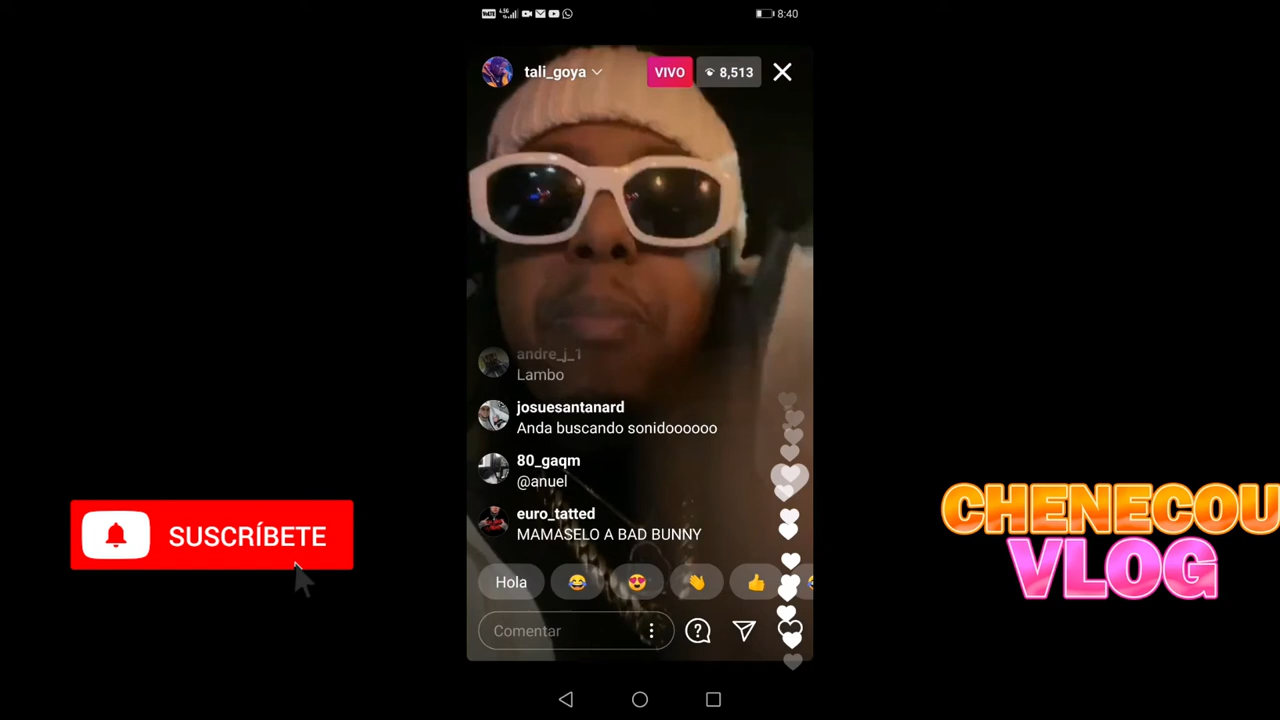 8:40
tali_goya
VIVO
8,513
andre_j_1
Lambo
josuesantanard
Anda buscando sonidoooooo
80_gaqm
@anuel
euro_tatted
MAMASELO A BAD BUNNY
Hola
Comentar
SUSCRÍBETE
CHENECOU
VLOG